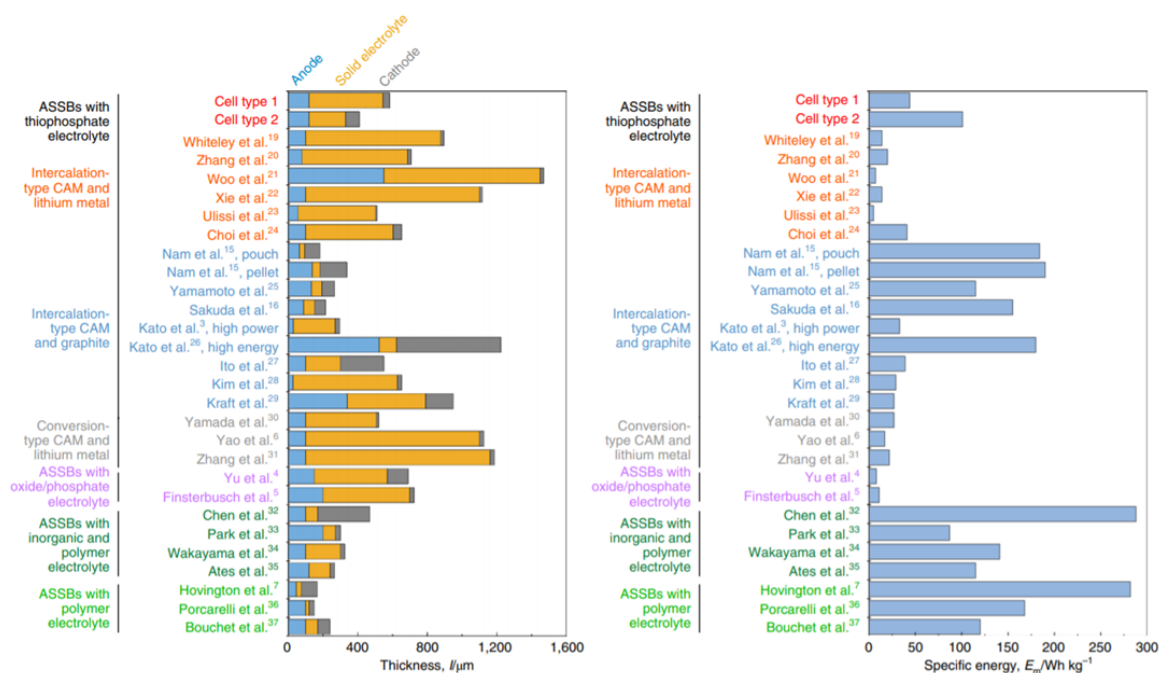 Anode
Solid electrolyte
Cathode
ASSBs with
thiophosphate
electrolyte
Intercalation-
type CAM and
lithium metal
Intercalation-
type CAM
and graphite
Conversion-
type CAM and
lithium metal
ASSBs with
oxide/phosphate
electrolyte
ASSBs with
inorganic and
polymer
electrolyte
ASSBs with
polymer
electrolyte
Cell type 1
Cell type 2
Whiteley et al.19
Zhang et al.20
Woo et al.21
Xie et al.22
Ulissi et al.23
Choi et al.24
Nam et al.15, pouch
Nam et al.15, pellet
Yamamoto et al.25
Sakuda et al.16
Kato et al.3, high power
Kato et al.26, high energy
Ito et al.27
Kim et al.28
Kraft et al.29
Yamada et al.30
Yao et al.6
Zhang et al.31
Yu et al.4
Finsterbusch et al.5
Chen et al.32
Park et al.33
Wakayama et al.34
Ates et al.35
Hovington et al.7
Porcarelli et al.36
Bouchet et al.37
0 400 800 1,200 1,600
Thickness, l/μm
ASSBs with
thiophosphate
electrolyte
Intercalation-
type CAM and
lithium metal
Intercalation-
type CAM
and graphite
Conversion-
type CAM and
lithium metal
ASSBs with
oxide/phosphate
electrolyte
ASSBs with
inorganic and
polymer
electrolyte
ASSBs with
polymer
electrolyte
Cell type 1
Cell type 2
Whiteley et al.19
Zhang et al.20
Woo et al.21
Xie et al.22
Ulissi et al.23
Choi et al.24
Nam et al.15, pouch
Nam et al.15, pellet
Yamamoto et al.25
Sakuda et al.16
Kato et al.3, high power
Kato et al.26, high energy
Ito et al.27
Kim et al.28
Kraft et al.29
Yamada et al.30
Yao et al.6
Zhang et al.31
Yu et al.4
Finsterbusch et al.5
Chen et al.32
Park et al.33
Wakayama et al.34
Ates et al.35
Hovington et al.7
Porcarelli et al.36
Bouchet et al.37
0 50 100 150 200 250 300
Specific energy, Em/Wh kg−1